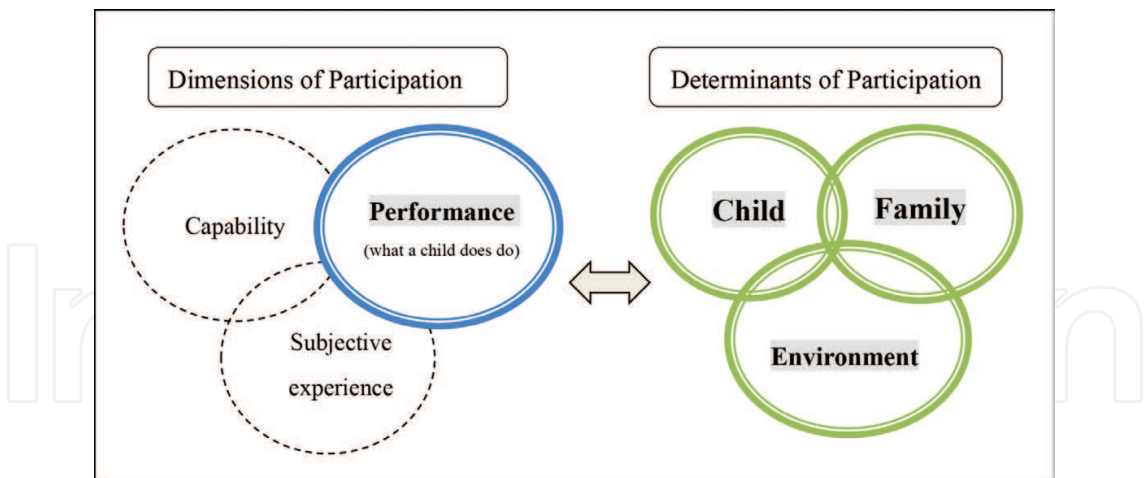 Dimensions of Participation
Determinants of Participation
Capability
Performance
(what a child does do)
Subjective
experience
Child
Family
Environment